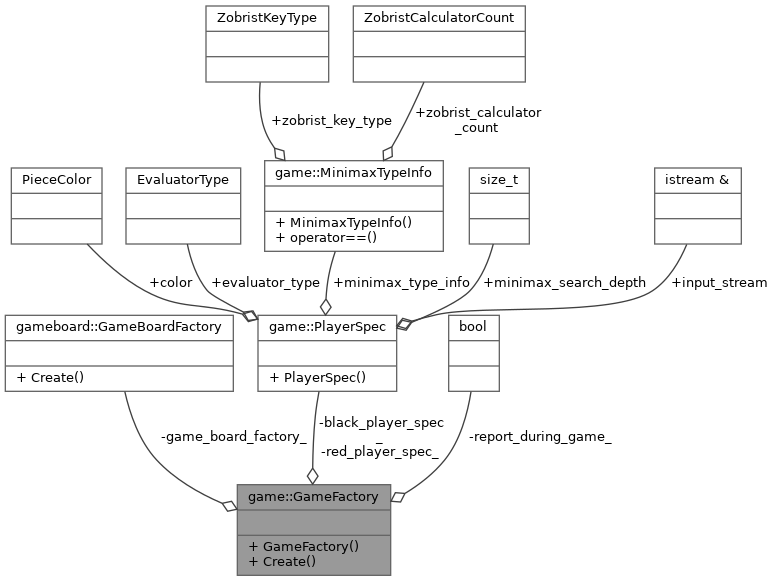 ZobristKeyType
ZobristCalculatorCount
+zobrist_key_type
+zobrist_calculator
_count
PieceColor
EvaluatorType
game::MinimaxTypeInfo
+ MinimaxTypeInfo()
+ operator==()
size_t
istream &
+color
+evaluator_type
+minimax_type_info
+minimax_search_depth
+input_stream
gameboard::GameBoardFactory
+ Create()
game::PlayerSpec
+ PlayerSpec()
bool
-game_board_factory_
-black_player_spec
_
-red_player_spec_
-report_during_game_
game::GameFactory
+ GameFactory()
+ Create()